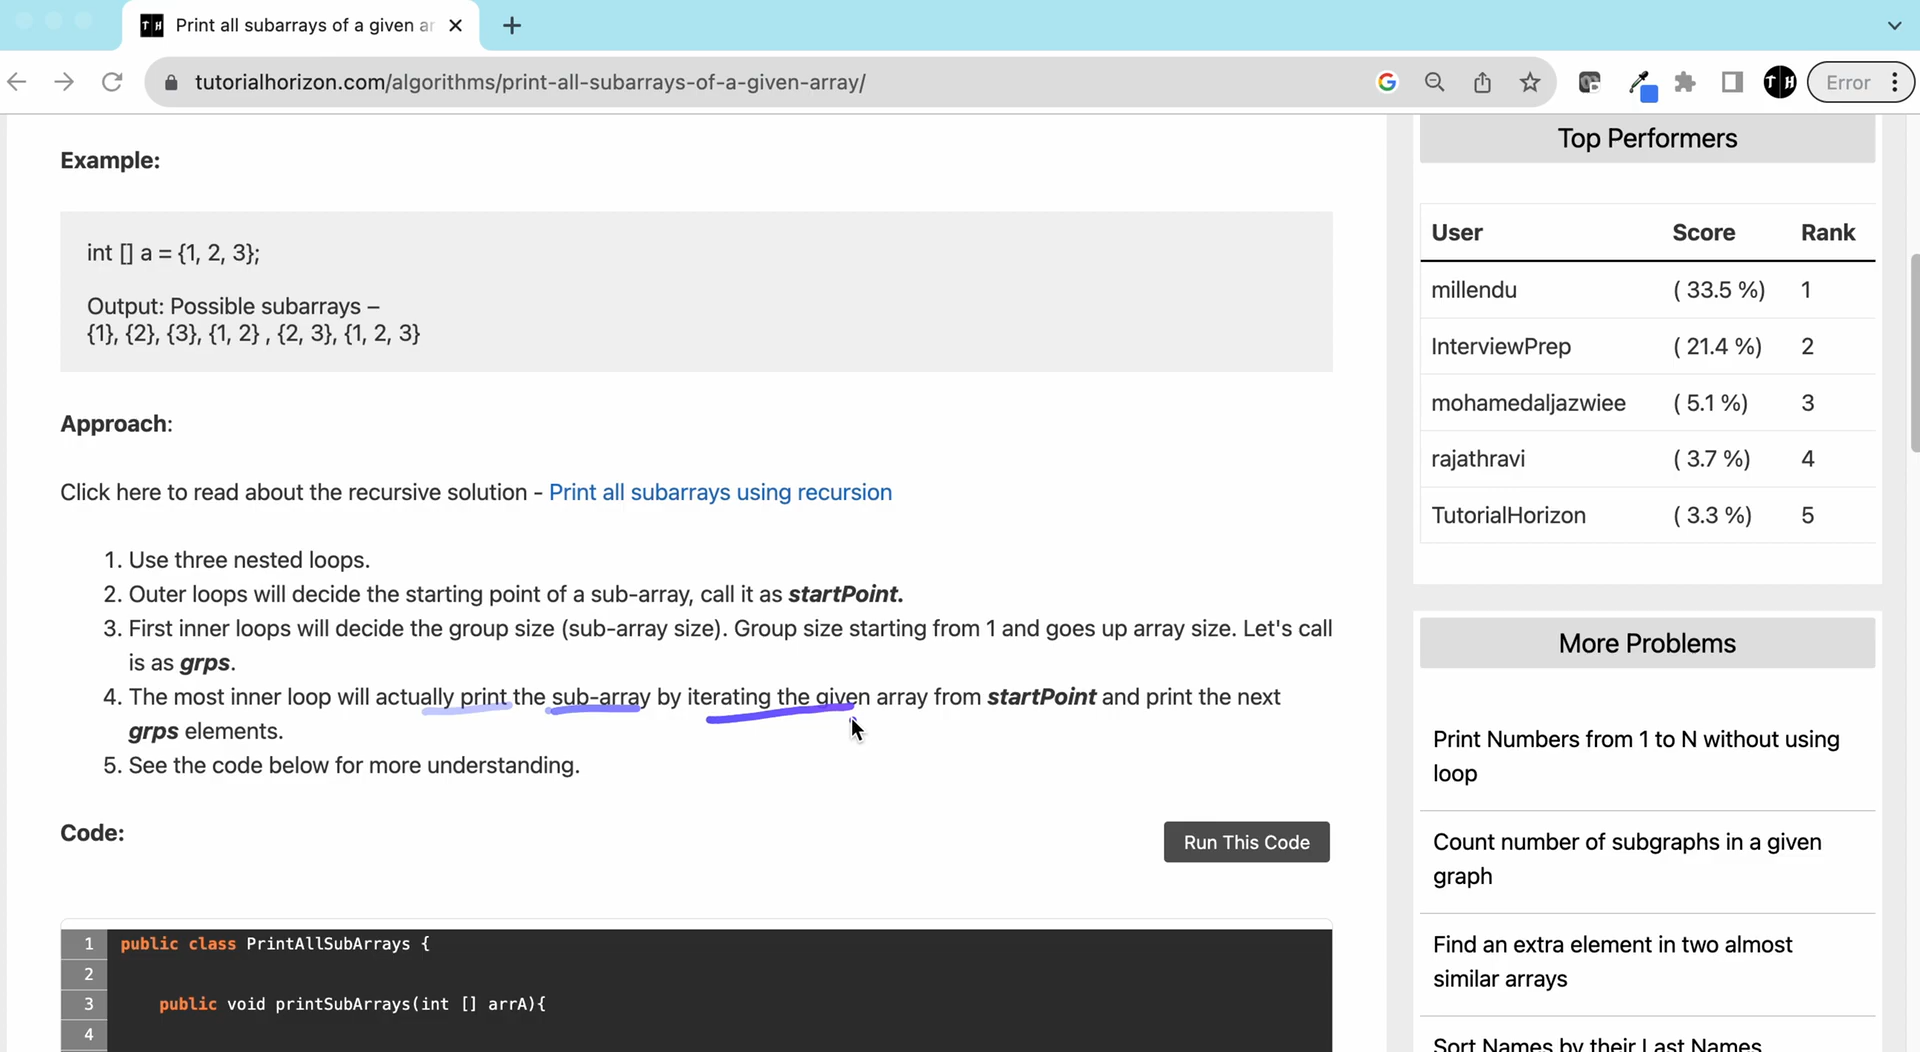 Print all subarrays of a given ar
tutorialhorizon.com/algorithms/print-all-subarrays-of-a-given-array/
Error
Example:
int [] a = {1, 2, 3};
Output: Possible subarrays –
{1}, {2}, {3}, {1, 2} , {2, 3}, {1, 2, 3}
Approach:
Click here to read about the recursive solution - Print all subarrays using recursion
1. Use three nested loops.
2. Outer loops will decide the starting point of a sub-array, call it as startPoint.
3. First inner loops will decide the group size (sub-array size). Group size starting from 1 and goes up array size. Let's call
is as grps.
4. The most inner loop will actually print the sub-array by iterating the given array from startPoint and print the next
grps elements.
5. See the code below for more understanding.
Code:
Run This Code
1 public class PrintAllSubArrays {
2
3 public void printSubArrays(int [] arrA){
4
Top Performers
User Score Rank
millendu ( 33.5 %) 1
InterviewPrep ( 21.4 %) 2
mohamedaljazwiee ( 5.1 %) 3
rajathravi ( 3.7 %) 4
TutorialHorizon ( 3.3 %) 5
More Problems
Print Numbers from 1 to N without using
loop
Count number of subgraphs in a given
graph
Find an extra element in two almost
similar arrays
Sort Names by their Last Names